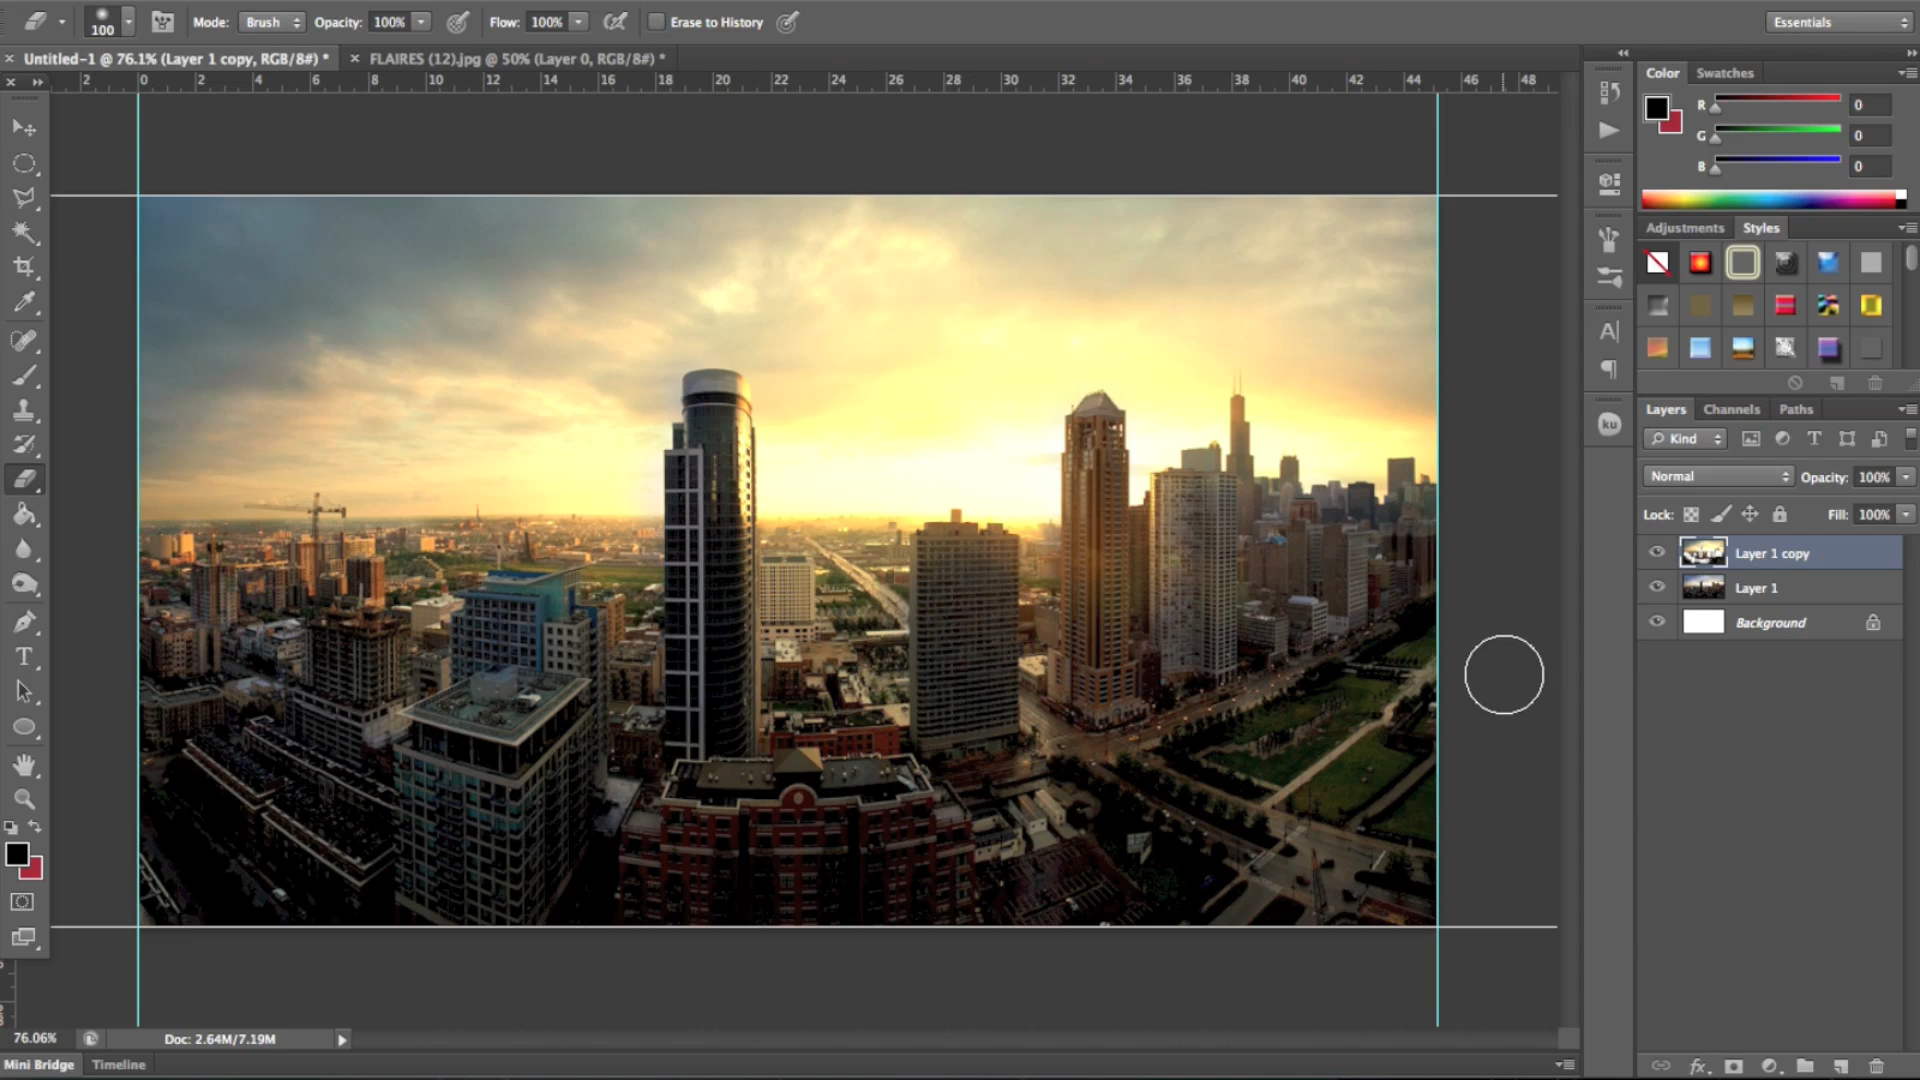 100 Mode: Brush Opacity: 100% Flow: 100% Erase to History Essentials
Untitled-1 @ 76.1% (Layer 1 copy, RGB/8#) * FLAIRES (12).jpg @ 50% (Layer 0, RGB/8#) *
2 0 2 4 6 8 10 12 14 16 18 20 22 24 26 28 30 32 34 36 38 40 42 44 46 48
Color Swatches
R 0
G 0
B 0
Adjustments Styles
A
ku
Layers Channels Paths
Kind T
Normal Opacity: 100%
Lock: Fill: 100%
Layer 1 copy
Layer 1
Background
T
76.06% Doc: 2.64M/7.19M
Mini Bridge Timeline
fx